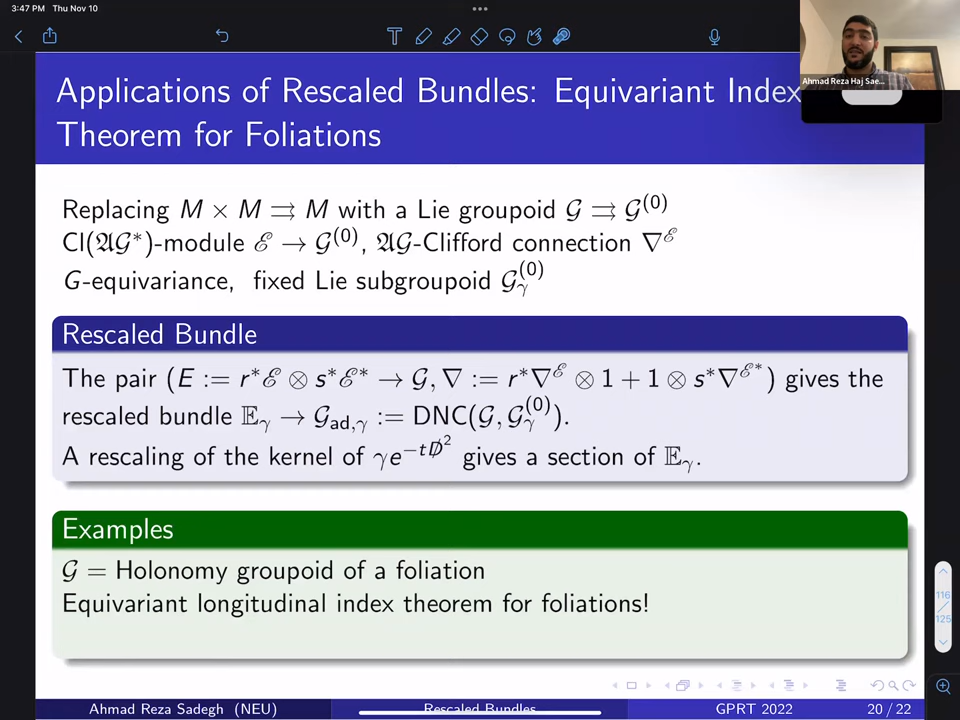 3:47 PM Thu Nov 10
Ahmad Reza Haj Sae...
Applications of Rescaled Bundles: Equivariant Index
Theorem for Foliations
Replacing M × M ⇉ M with a Lie groupoid 𝒢 ⇉ 𝒢^(0)
Cl(𝔄𝒢*)-module ℰ → 𝒢^(0), 𝔄𝒢-Clifford connection ∇^ℰ
G-equivariance, fixed Lie subgroupoid 𝒢_γ^(0)
Rescaled Bundle
The pair (E := r*ℰ ⊗ s*ℰ* → 𝒢, ∇ := r*∇^ℰ ⊗ 1 + 1 ⊗ s*∇^ℰ*) gives the
rescaled bundle 𝔼_γ → 𝒢_ad,γ := DNC(𝒢, 𝒢_γ^(0)).
A rescaling of the kernel of γe^−tD̸² gives a section of 𝔼_γ.
Examples
𝒢 = Holonomy groupoid of a foliation
Equivariant longitudinal index theorem for foliations!
116
/
125
Ahmad Reza Sadegh (NEU)
Rescaled Bundles
GPRT 2022
20 / 22